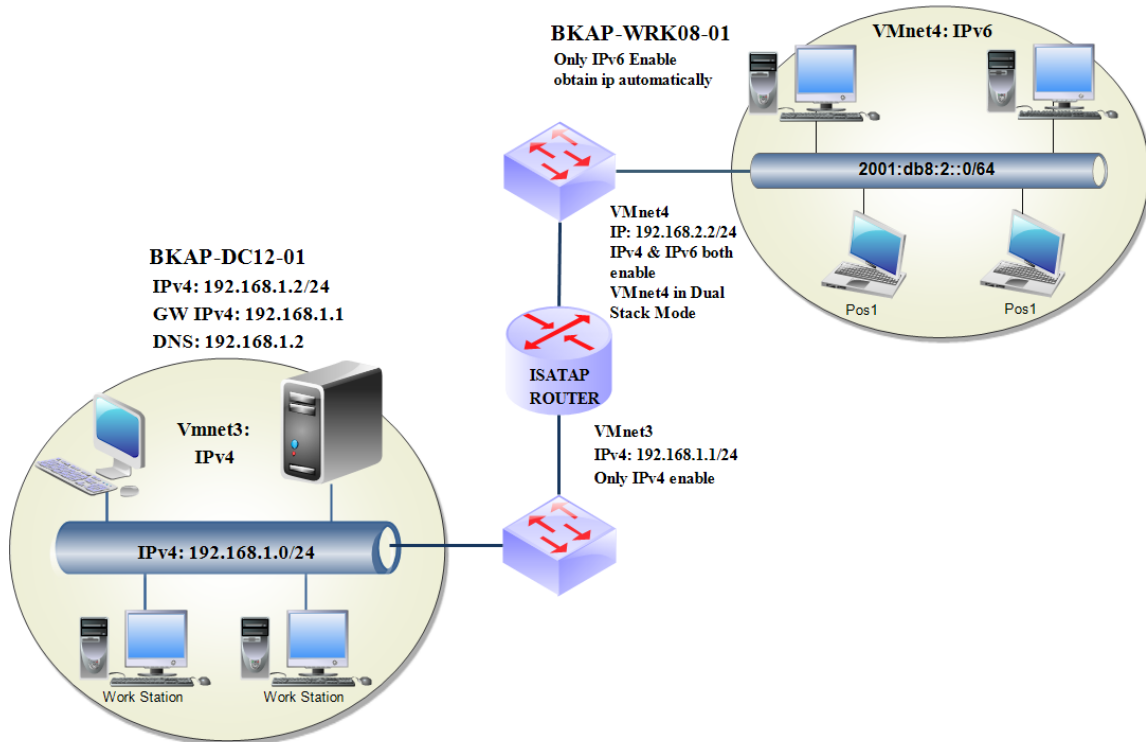 BKAP-WRK08-01
Only IPv6 Enable
obtain ip automatically
VMnet4: IPv6
2001:db8:2::0/64
Pos1
Pos1
VMnet4
IP: 192.168.2.2/24
IPv4 & IPv6 both
enable
VMnet4 in Dual
Stack Mode
ISATAP
ROUTER
VMnet3
IPv4: 192.168.1.1/24
Only IPv4 enable
BKAP-DC12-01
IPv4: 192.168.1.2/24
GW IPv4: 192.168.1.1
DNS: 192.168.1.2
Vmnet3:
IPv4
IPv4: 192.168.1.0/24
Work Station
Work Station